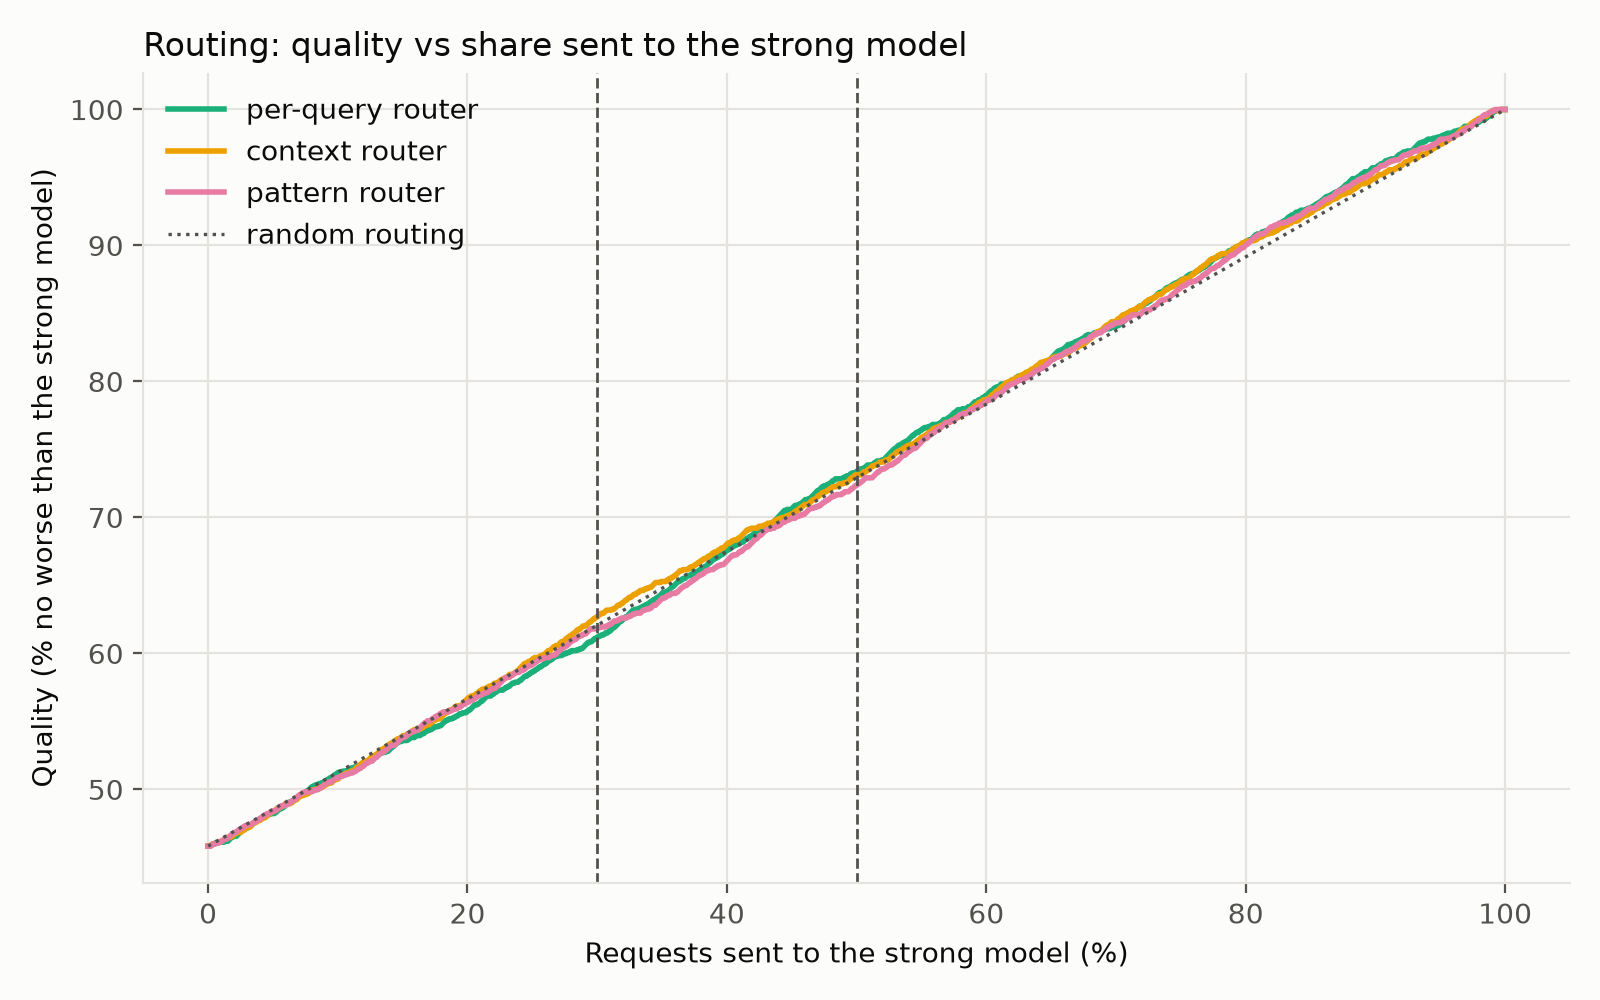 Routing: quality vs share sent to the strong model
per-query router
context router
pattern router
random routing
Quality (% no worse than the strong model)
100
90
80
70
60
50
0 20 40 60 80 100
Requests sent to the strong model (%)